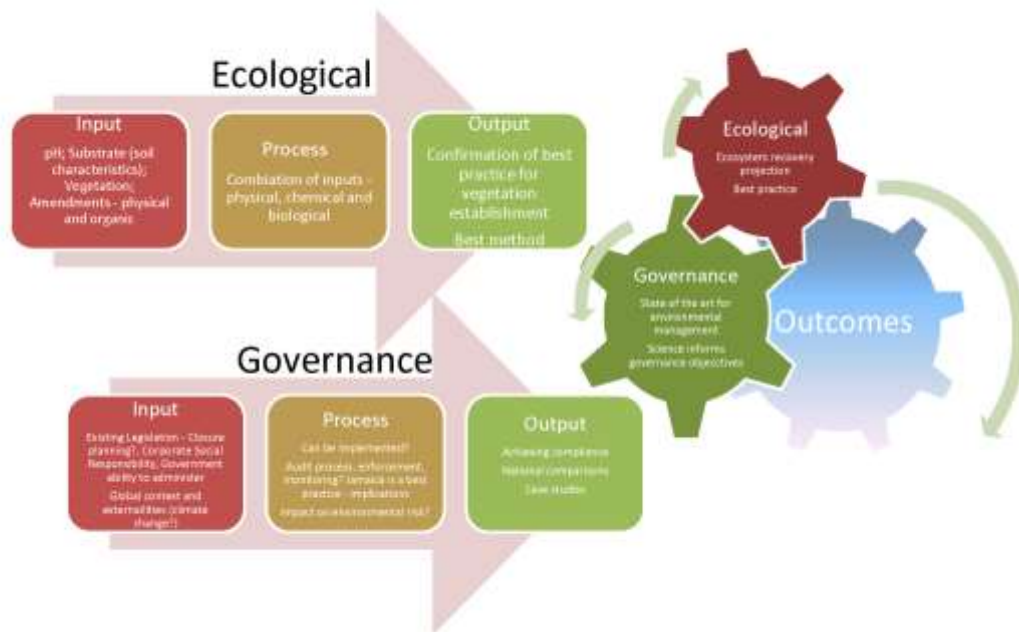 Ecological
Input
pH; Substrate (soil
characteristics);
Vegetation;
Amendments - physical
and organic
Process
Combiation of inputs -
physical, chemical and
biological
Output
Confirmation of best
practice for
vegetation
establishment
Best method
Governance
Input
Existing Legislation - Closure
planning?, Corporate Social
Responsibility, Government
ability to administer
Global context and
externailities (climate
change?)
Process
Can be implemented?
Audit process, enforcement,
monitoring? Jamaica is a best
practice - implications
Impact on environmental risk?
Output
Achieving compliance
National comparisons
Case studies
Ecological
Ecosystem recovery
projection
Best practice
Governance
State of the art for
environmental
management
Science informs
governance objectives
Outcomes